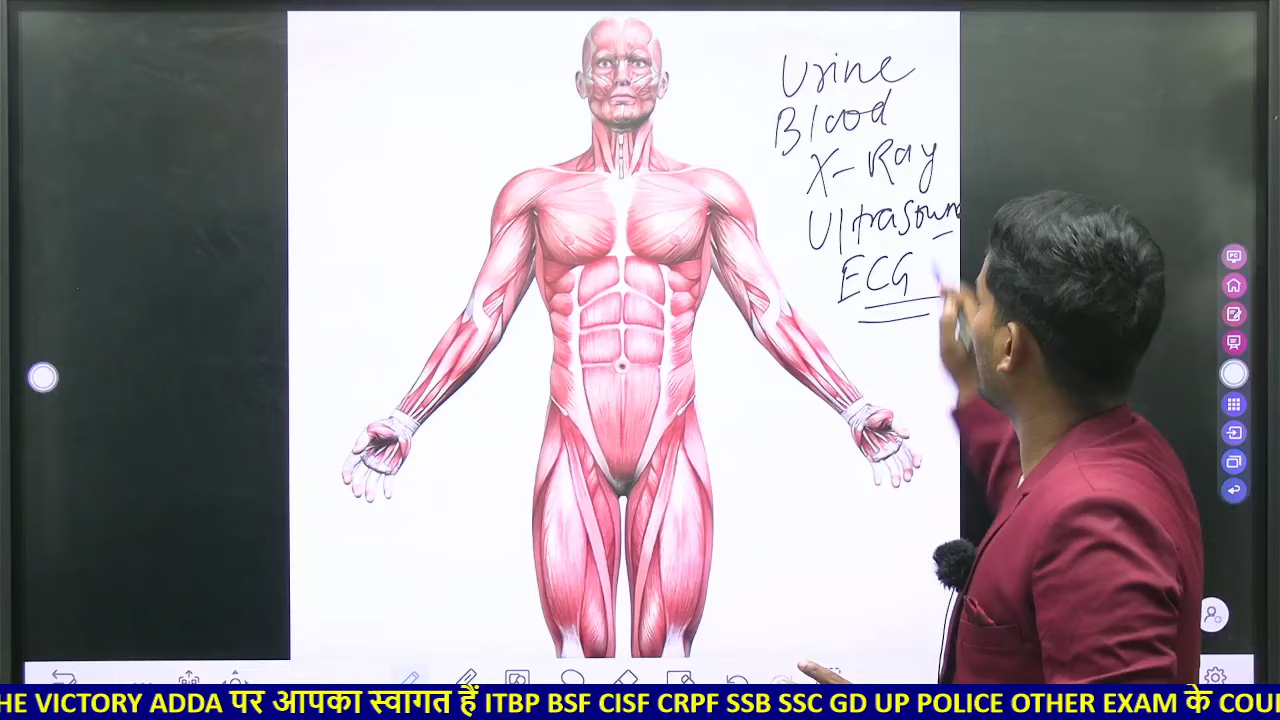 Urine
Blood
X-Ray
Ultrasoun
ECG
HE VICTORY ADDA पर आपका स्वागत हैं ITBP BSF CISF CRPF SSB SSC GD UP POLICE OTHER EXAM के COU